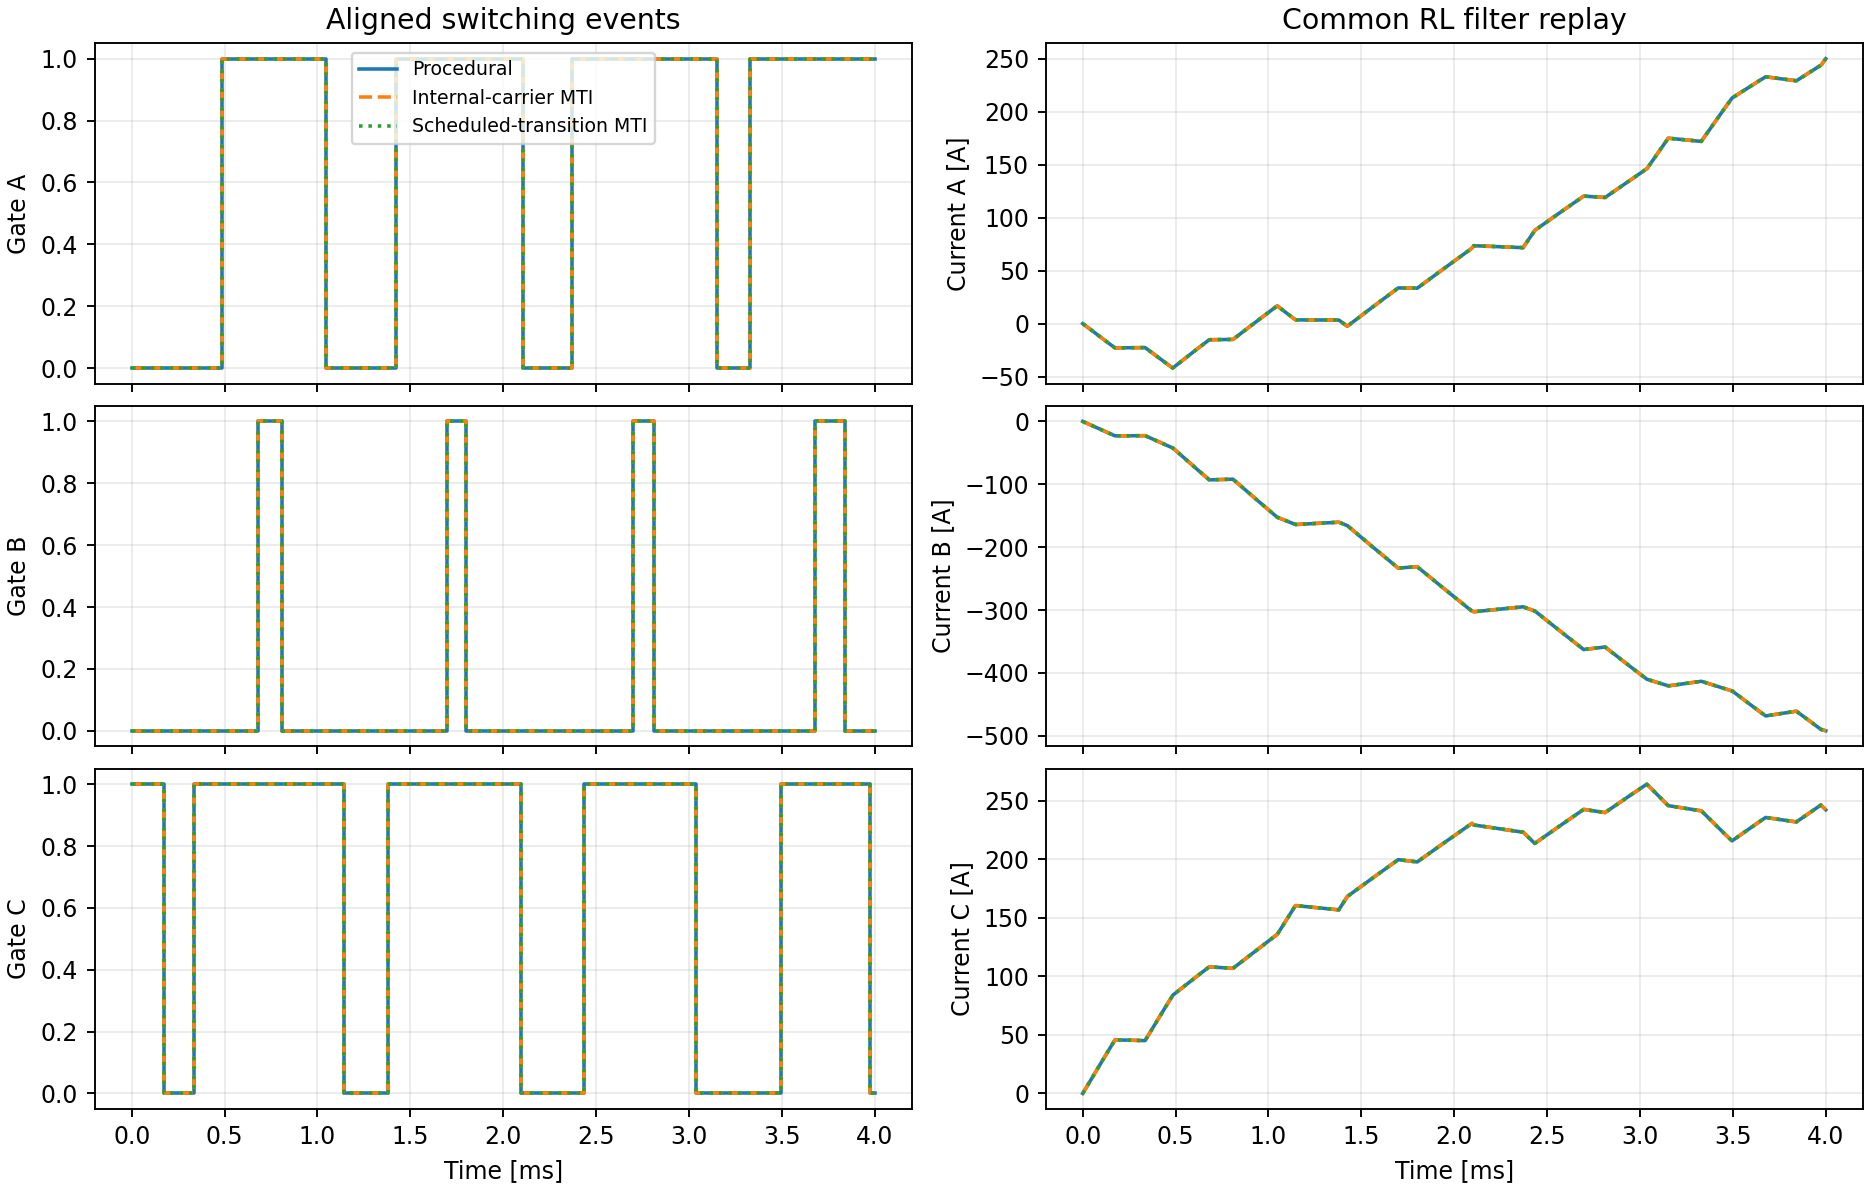 Aligned switching events
Common RL filter replay
Procedural
Internal-carrier MTI
Scheduled-transition MTI
Gate A
1.0
0.8
0.6
0.4
0.2
0.0
Current A [A]
250
200
150
100
50
0
−50
Gate B
1.0
0.8
0.6
0.4
0.2
0.0
Current B [A]
0
−100
−200
−300
−400
−500
Gate C
1.0
0.8
0.6
0.4
0.2
0.0
0.0 0.5 1.0 1.5 2.0 2.5 3.0 3.5 4.0
Time [ms]
Current C [A]
250
200
150
100
50
0
0.0 0.5 1.0 1.5 2.0 2.5 3.0 3.5 4.0
Time [ms]